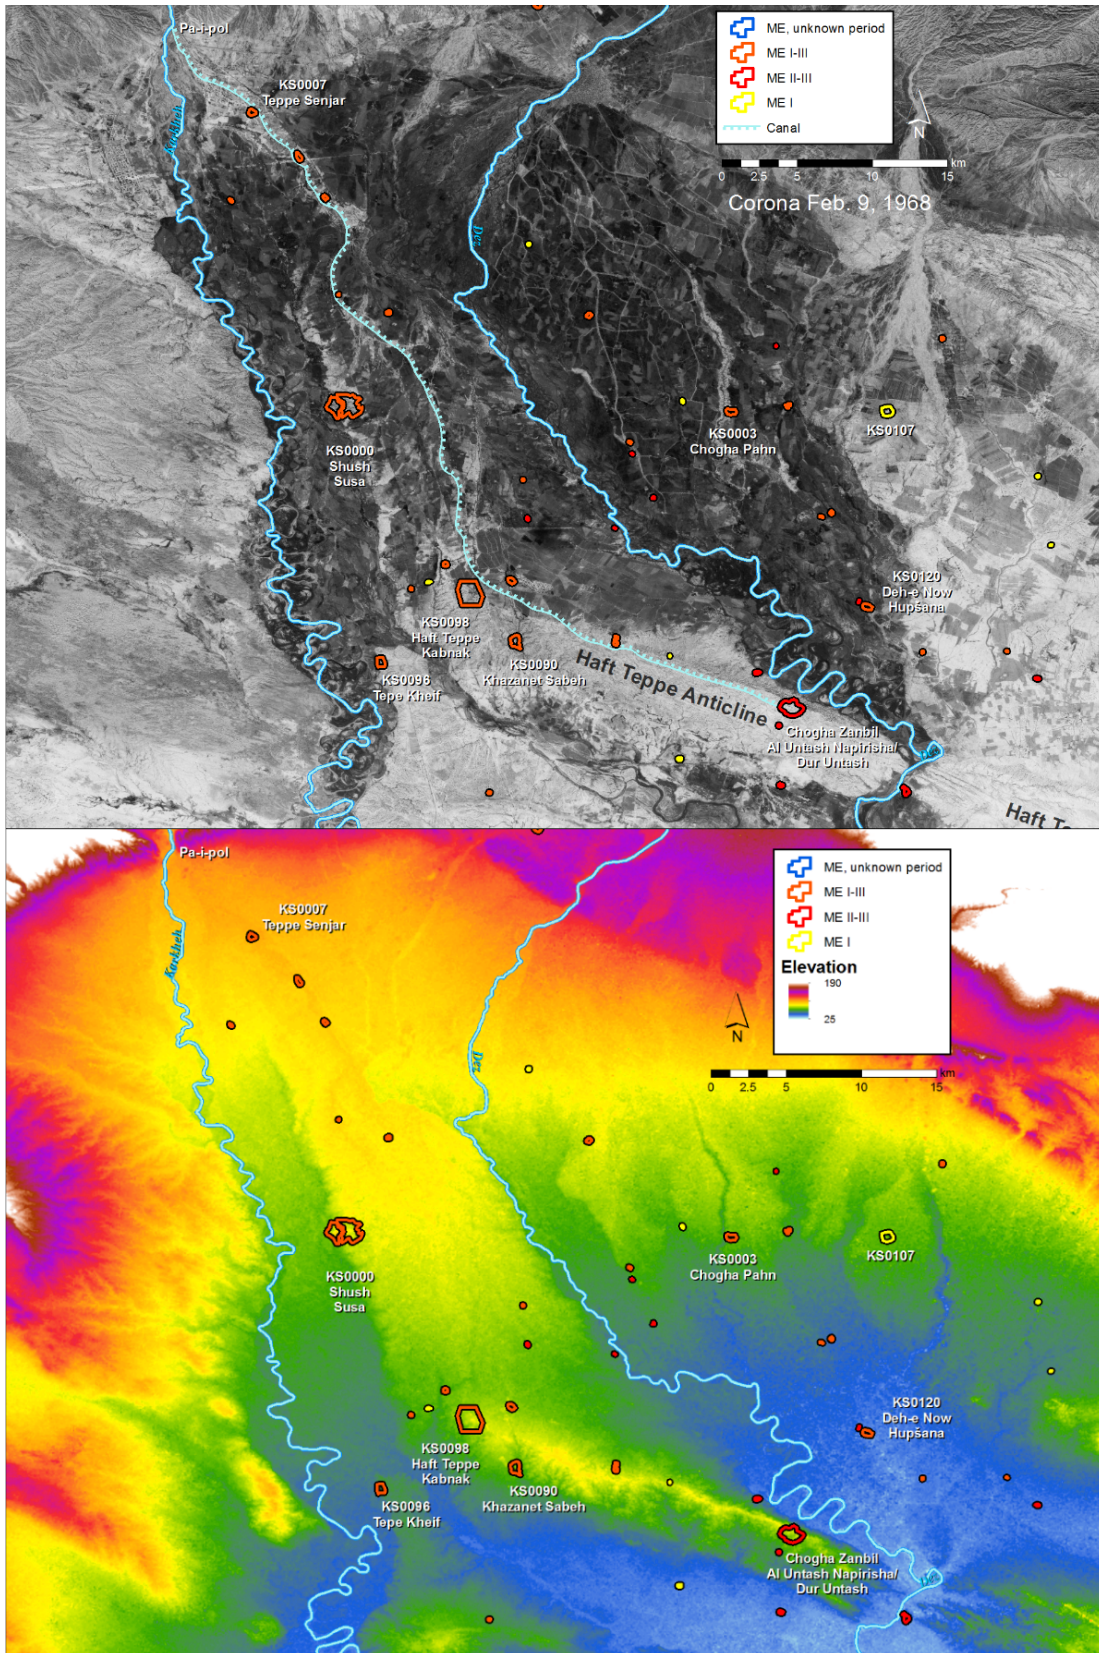 Pa-i-pol
KS0007
Teppe Senjar
Karkheh
Dez
ME, unknown period
ME I-III
ME II-III
ME I
Canal
N
km
0 2.5 5 10 15
Corona Feb. 9, 1968
KS0000
Shush
Susa
KS0003
Chogha Pahn
KS0107
KS0120
Deh-e Now
Hupšana
KS0098
Haft Teppe
Kabnak
KS0090
Khazanet Sabeh
KS0096
Tepe Kheif
Haft Teppe Anticline
Chogha Zanbil
Al Untash Napirisha/
Dur Untash
Dez
Haft Te
Pa-i-pol
KS0007
Teppe Senjar
Karkheh
Dez
ME, unknown period
ME I-III
ME II-III
ME I
Elevation
190
25
N
km
0 2.5 5 10 15
KS0000
Shush
Susa
KS0003
Chogha Pahn
KS0107
KS0120
Deh-e Now
Hupšana
KS0098
Haft Teppe
Kabnak
KS0090
Khazanet Sabeh
KS0096
Tepe Kheif
Chogha Zanbil
Al Untash Napirisha/
Dur Untash
Dez